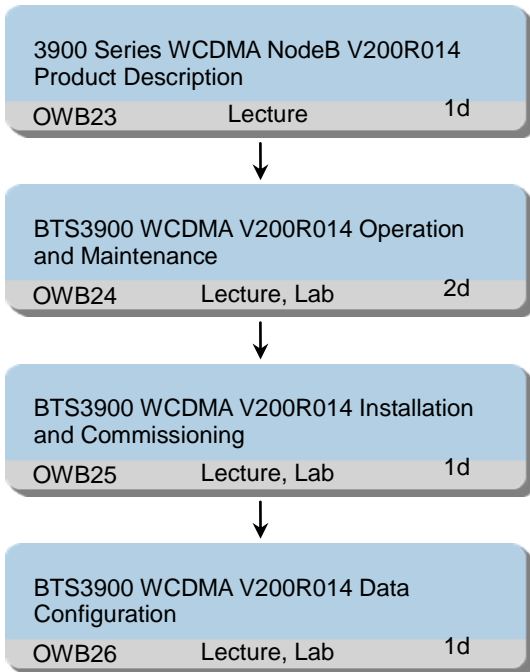 3900 Series WCDMA NodeB V200R014
Product Description
OWB23 Lecture 1d
BTS3900 WCDMA V200R014 Operation
and Maintenance
OWB24 Lecture, Lab 2d
BTS3900 WCDMA V200R014 Installation
and Commissioning
OWB25 Lecture, Lab 1d
BTS3900 WCDMA V200R014 Data
Configuration
OWB26 Lecture, Lab 1d